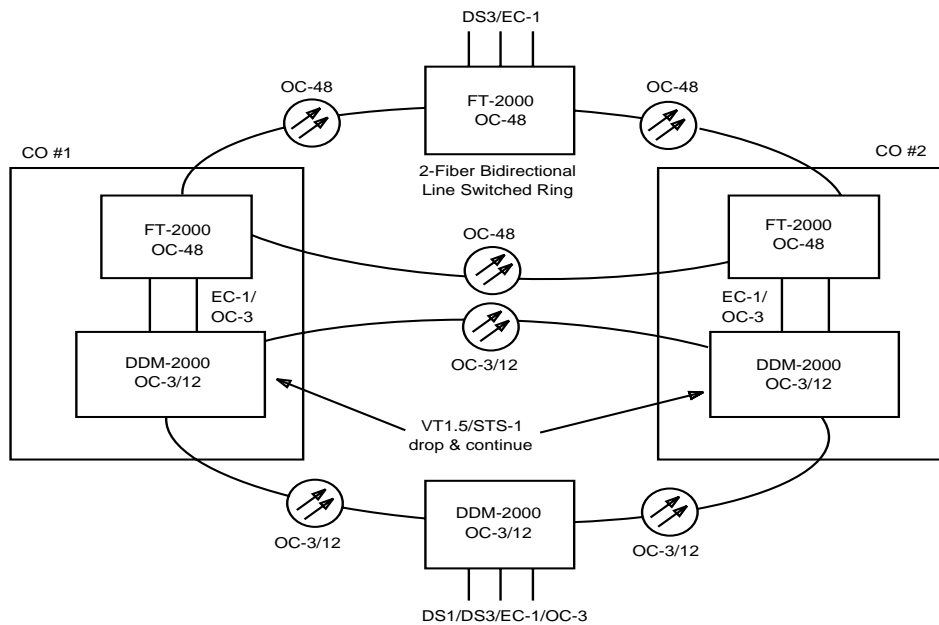 DS3/EC-1
OC-48
FT-2000
OC-48
OC-48
CO #1
2-Fiber Bidirectional
Line Switched Ring
CO #2
FT-2000
OC-48
OC-48
FT-2000
OC-48
EC-1/
OC-3
EC-1/
OC-3
DDM-2000
OC-3/12
OC-3/12
DDM-2000
OC-3/12
VT1.5/STS-1
drop & continue
OC-3/12
DDM-2000
OC-3/12
OC-3/12
DS1/DS3/EC-1/OC-3